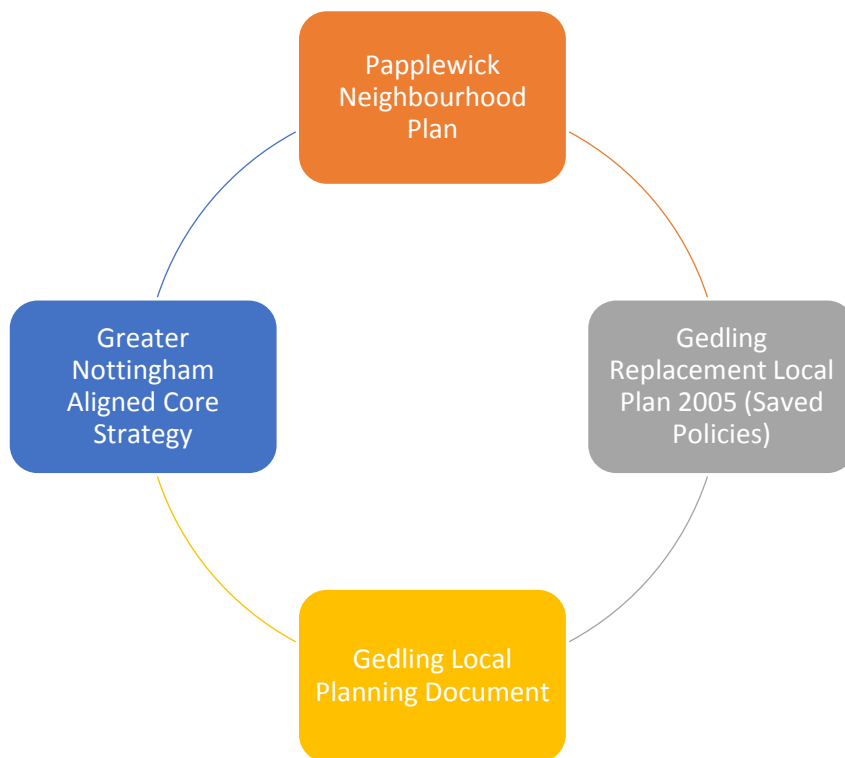 Papplewick
Neighbourhood
Plan
Greater
Nottingham
Aligned Core
Strategy
Gedling
Replacement Local
Plan 2005 (Saved
Policies)
Gedling Local
Planning Document